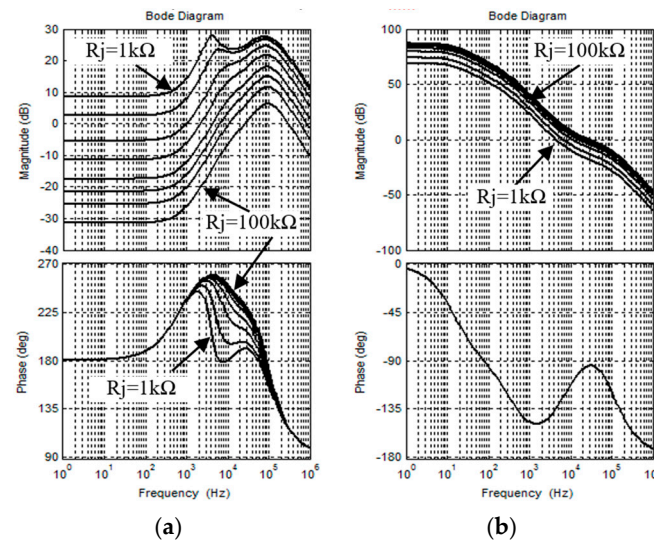 Bode Diagram
30
20
10
0
-10
-20
-30
-40
Magnitude (dB)
Rj=1kΩ
Rj=100kΩ
270
225
180
135
90
Phase (deg)
Rj=1kΩ
10^0 10^1 10^2 10^3 10^4 10^5 10^6
Frequency (Hz)
(a)
Bode Diagram
100
50
0
-50
-100
Magnitude (dB)
Rj=100kΩ
Rj=1kΩ
0
-45
-90
-135
-180
Phase (deg)
10^0 10^1 10^2 10^3 10^4 10^5 10^6
Frequency (Hz)
(b)